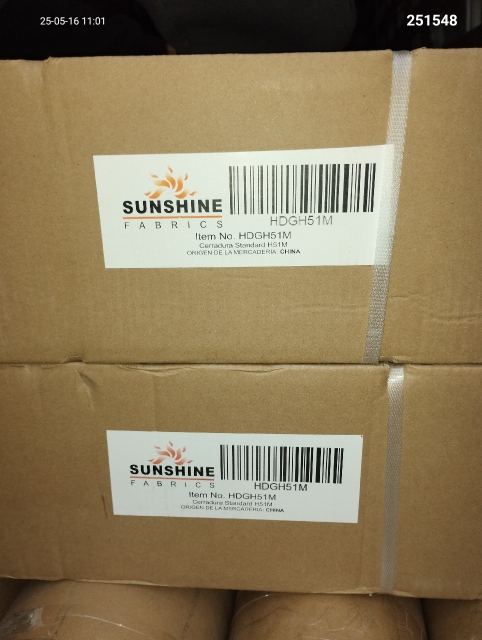 25-05-16 11:01
251548
SUNSHINE
FABRICS
HDGH51M
Item No. HDGH51M
Cerradura Standard H51M
ORIGEN DE LA MERCADERIA: CHINA
SUNSHINE
FABRICS
HDGH51M
Item No. HDGH51M
Cerradura Standard H51M
ORIGEN DE LA MERCADERIA: CHINA